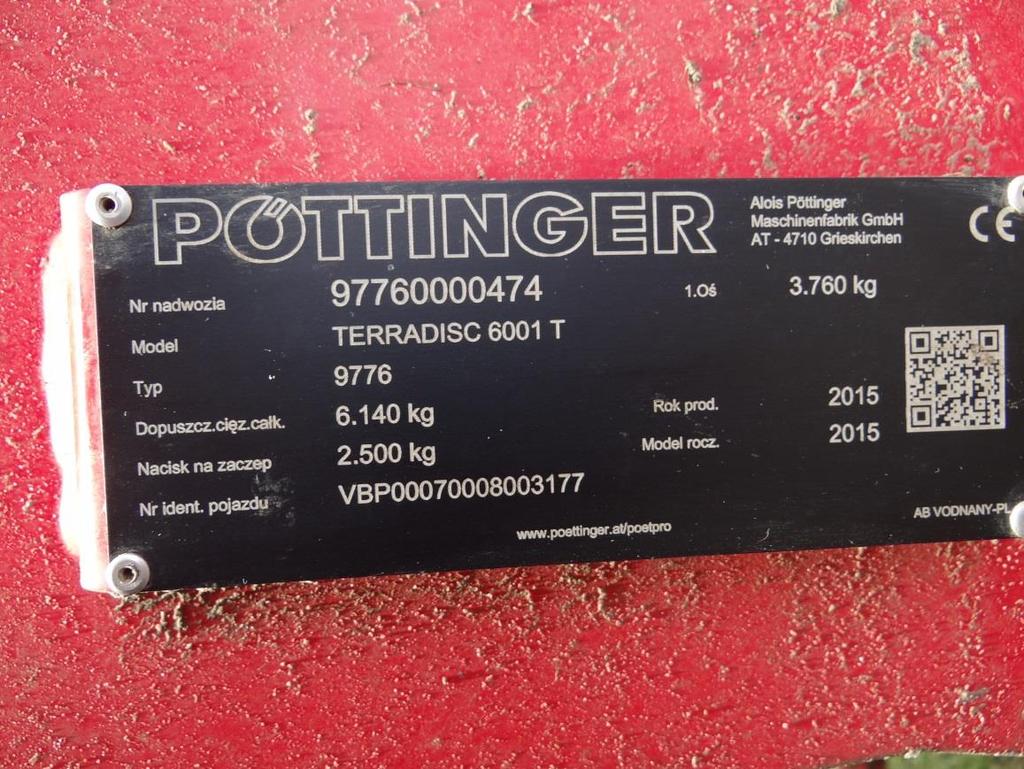 PÖTTINGER
Alois Pöttinger
Maschinenfabrik GmbH
AT - 4710 Grieskirchen
CE
Nr nadwozia 97760000474 1.Oś 3.760 kg
Model TERRADISC 6001 T
Typ 9776
Dopuszcz.cięż.całk. 6.140 kg Rok prod. 2015
Nacisk na zaczep 2.500 kg Model rocz. 2015
Nr ident. pojazdu VBP00070008003177
www.poettinger.at/poetpro
AB VODNANY-PL